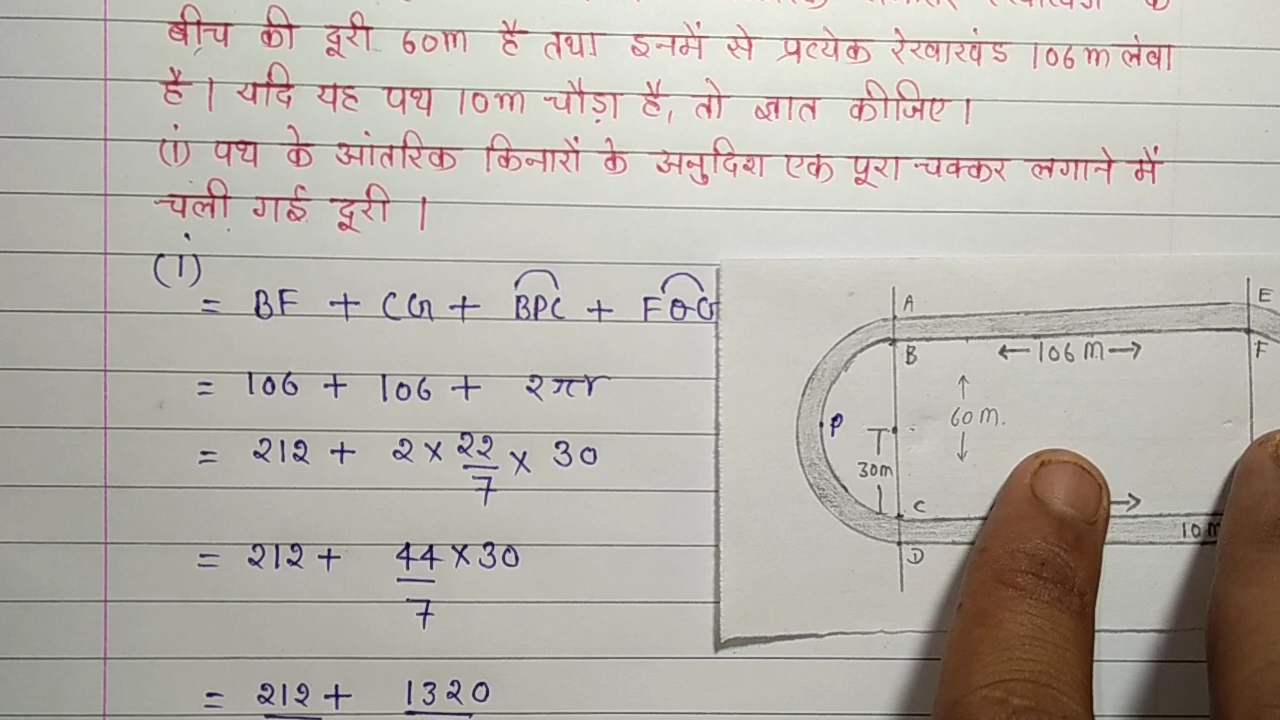 बीच की दूरी 60m है तथा इनमें से प्रत्येक रेखाखंड 106 m लंबा
है। यदि यह पथ 10m चौड़ा है, तो ज्ञात कीजिए।
(i) पथ के आंतरिक किनारों के अनुदिश एक पूरा चक्कर लगाने में
चली गई दूरी।
(i)
= BF + CG + BPC + FQG
= 106 + 106 + 2πr
= 212 + 2 × 22/7 × 30
= 212 + 44/7 × 30
= 212 + 1320
A
E
B
← 106 m →
F
↑
60 m.
↓
P
30m
C
→
10 m
D